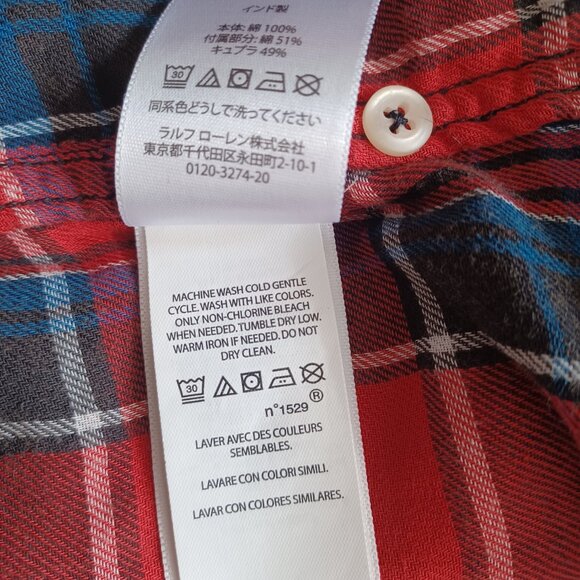 インド製
本体: 綿 100%
付属部分: 綿 51%
キュプラ 49%
30
同系色どうしで洗ってください
ラルフ ローレン株式会社
東京都千代田区永田町2-10-1
0120-3274-20
MACHINE WASH COLD GENTLE
CYCLE. WASH WITH LIKE COLORS.
ONLY NON-CHLORINE BLEACH
WHEN NEEDED. TUMBLE DRY LOW.
WARM IRON IF NEEDED. DO NOT
DRY CLEAN.
30
n°1529 ®
LAVER AVEC DES COULEURS
SEMBLABLES.
LAVARE CON COLORI SIMILI.
LAVAR CON COLORES SIMILARES.